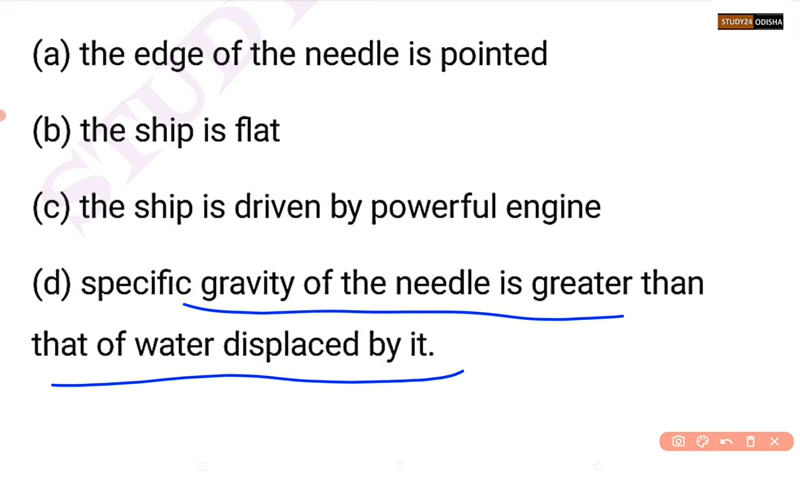 STUDY24 ODISHA
(a) the edge of the needle is pointed
(b) the ship is flat
(c) the ship is driven by powerful engine
(d) specific gravity of the needle is greater than
that of water displaced by it.
STUDY